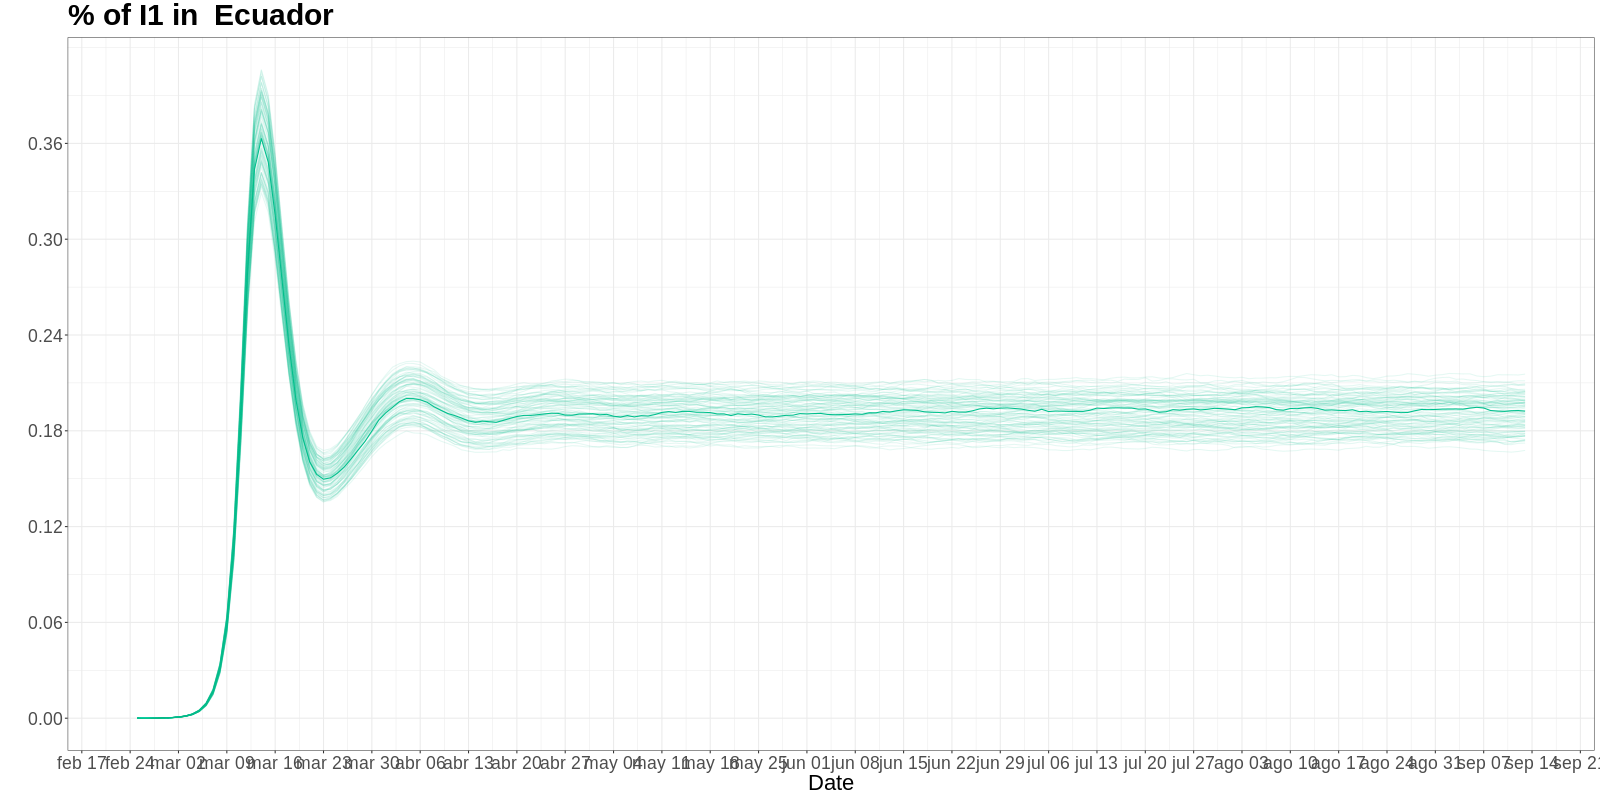 % of I1 in  Ecuador
0.36
0.30
0.24
0.18
0.12
0.06
0.00
feb 17 feb 24 mar 02 mar 09 mar 16 mar 23 mar 30 abr 06 abr 13 abr 20 abr 27 may 04 may 11 may 18 may 25 jun 01 jun 08 jun 15 jun 22 jun 29 jul 06 jul 13 jul 20 jul 27 ago 03 ago 10 ago 17 ago 24 ago 31 sep 07 sep 14 sep 21
Date